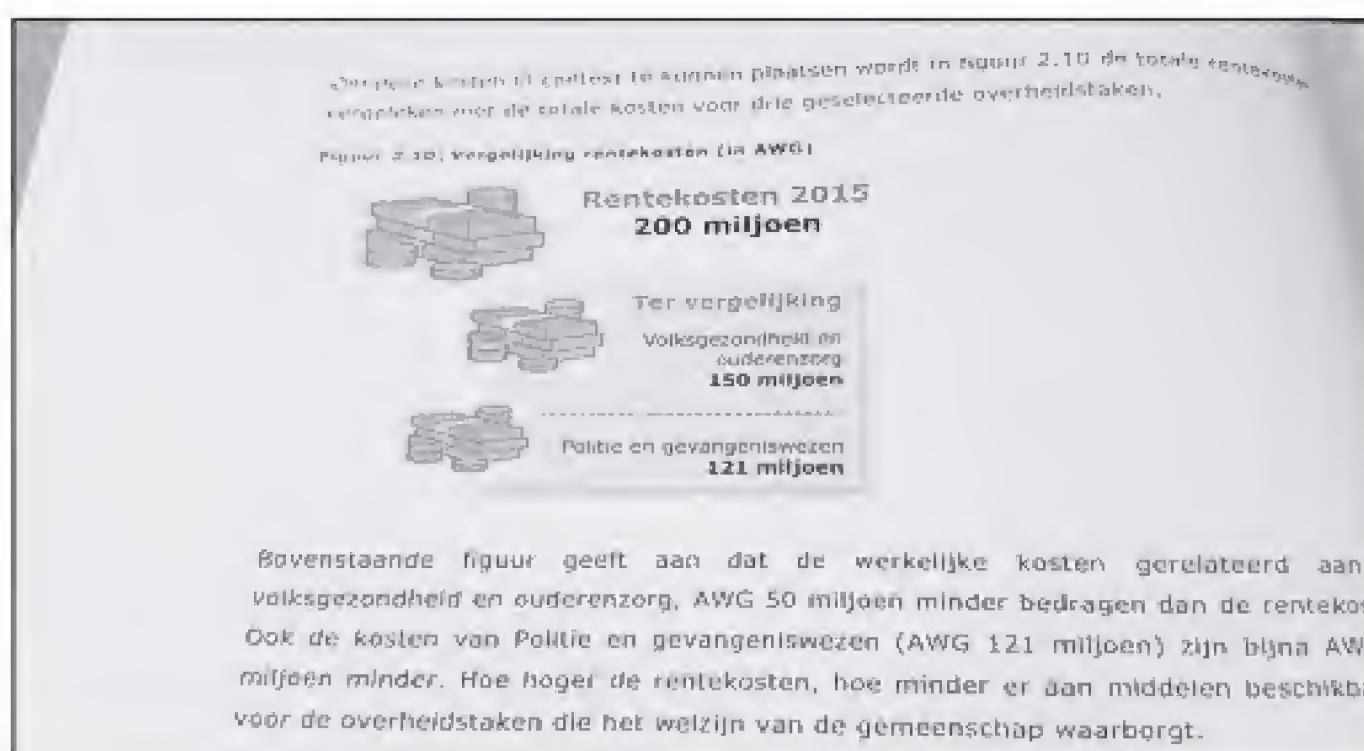 kosten in te kunnen plaatsen wordt in figuur 2.10 de totale rentekosten
vergeleken met de totale kosten voor drie geselecteerde overheidstaken.
Figuur 2.10: Vergelijking rentekosten (in AWG)
Rentekosten 2015
200 miljoen
Ter vergelijking
Volksgezondheid en
ouderenzorg
150 miljoen
Politie en gevangeniswezen
121 miljoen
Bovenstaande figuur geeft aan dat de werkelijke kosten gerelateerd aan
volksgezondheid en ouderenzorg, AWG 50 miljoen minder bedragen dan de
Ook de kosten van Politie en gevangeniswezen (AWG 121 miljoen) zijn bijna
miljoen minder. Hoe hoger de rentekosten, hoe minder er aan middelen
voor de overheidstaken die het welzijn van de gemeenschap waarborgt.